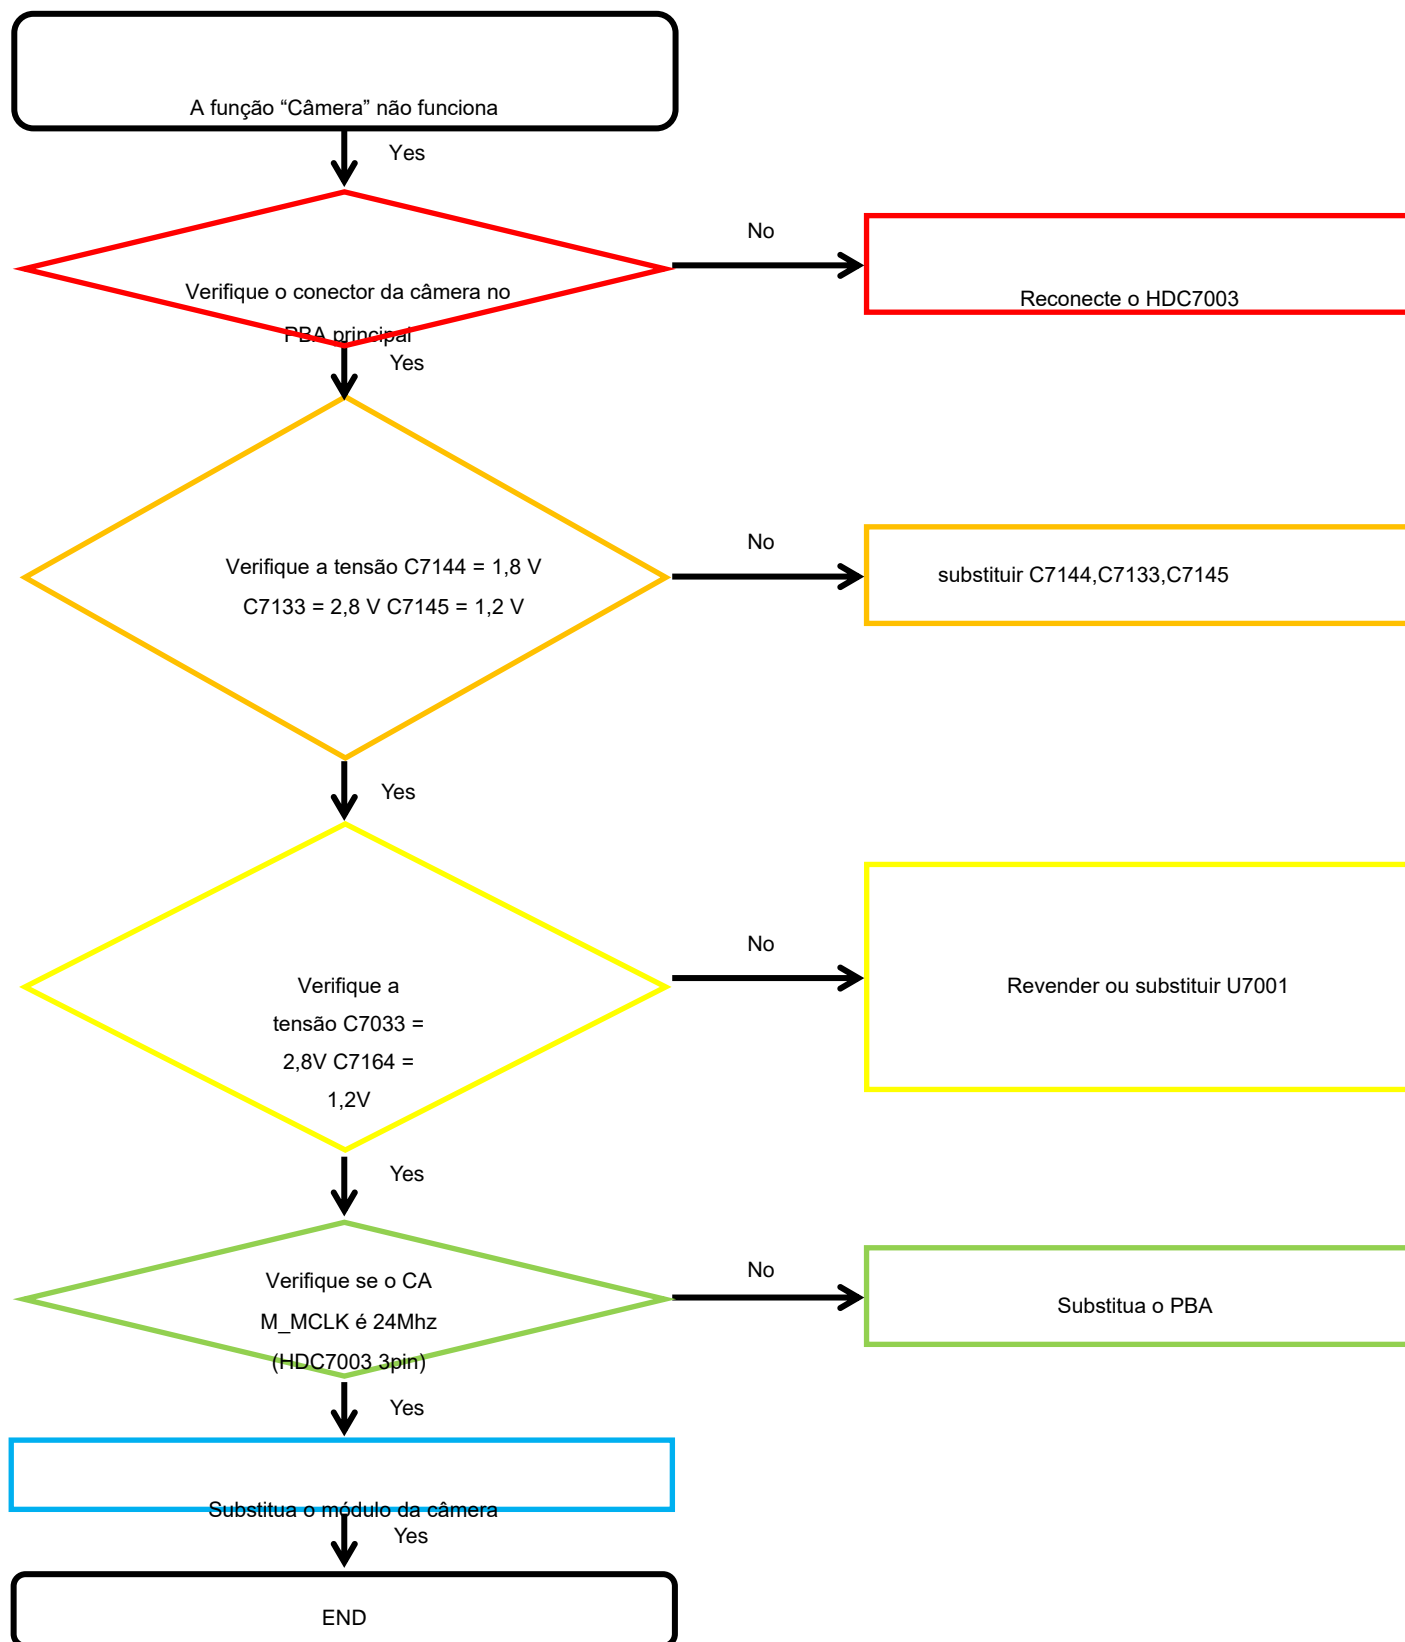 A função “Câmera” não funciona
Yes
Verifique o conector da câmera no
PBA principal
No
Reconecte o HDC7003
Yes
Verifique a tensão C7144 = 1,8 V
C7133 = 2,8 V C7145 = 1,2 V
No
substituir C7144,C7133,C7145
Yes
Verifique a
tensão C7033 =
2,8V C7164 =
1,2V
No
Revender ou substituir U7001
Yes
Verifique se o CA
M_MCLK é 24Mhz
(HDC7003 3pin)
No
Substitua o PBA
Yes
Substitua o módulo da câmera
Yes
END